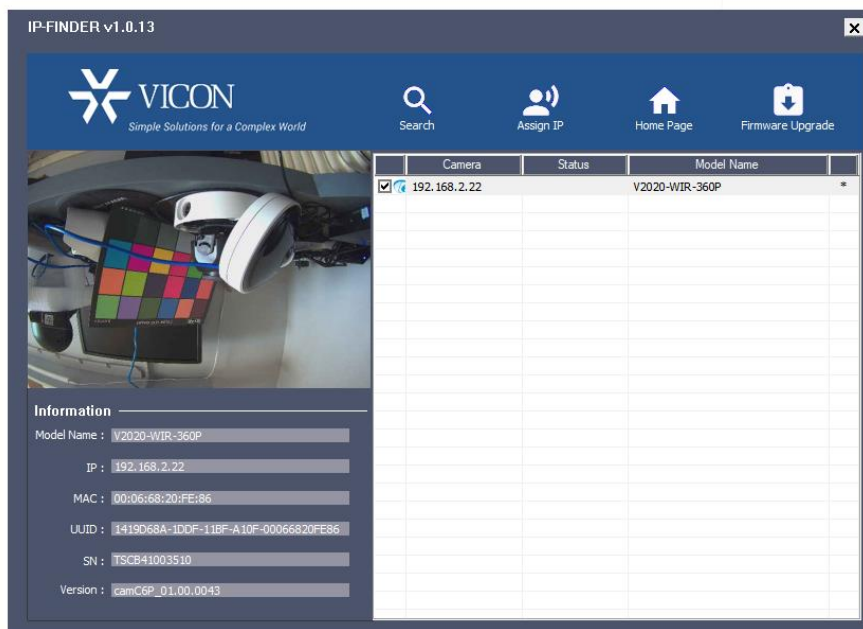 IP-FINDER v1.0.13
VICON
Simple Solutions for a Complex World
Search
Assign IP
Home Page
Firmware Upgrade
Camera Status Model Name
192.168.2.22 V2020-WIR-360P *
Information
Model Name : V2020-WIR-360P
IP : 192.168.2.22
MAC : 00:06:68:20:FE:86
UUID : 1419D68A-1DDF-11BF-A10F-00066820FE86
SN : TSCB41003510
Version : camC6P_01.00.0043